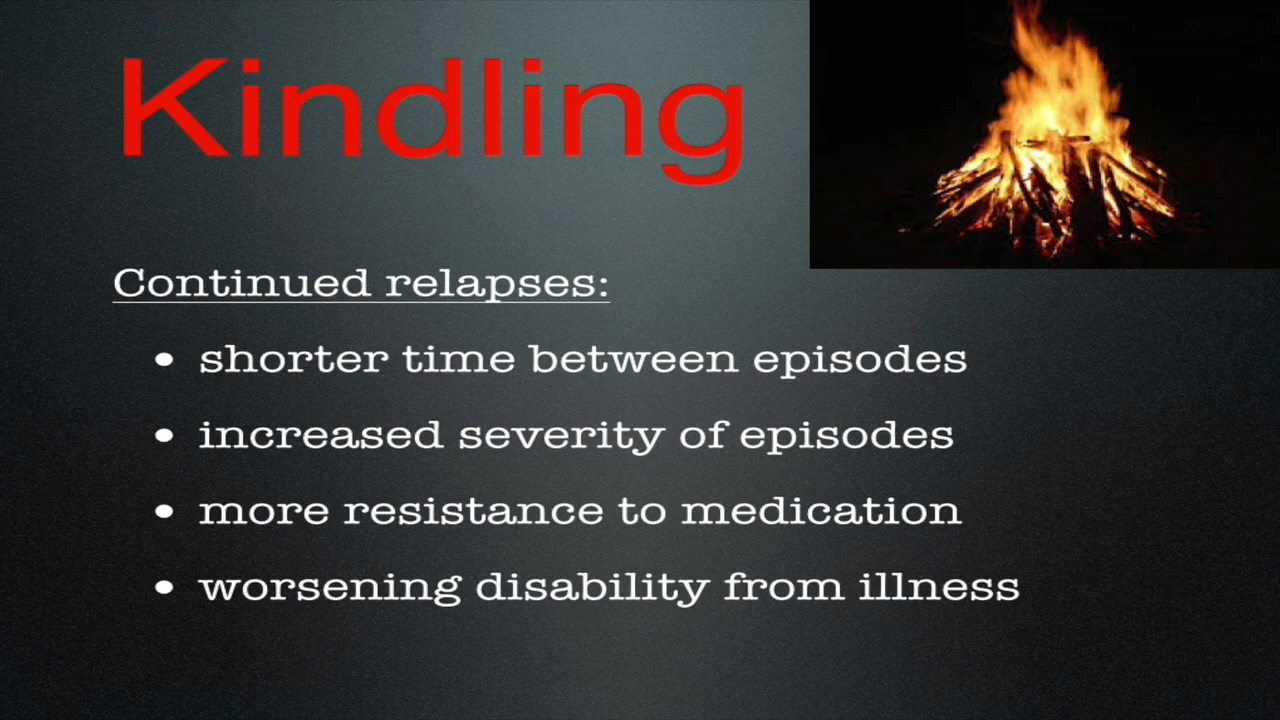 Kindling
Continued relapses:
• shorter time between episodes
• increased severity of episodes
• more resistance to medication
• worsening disability from illness